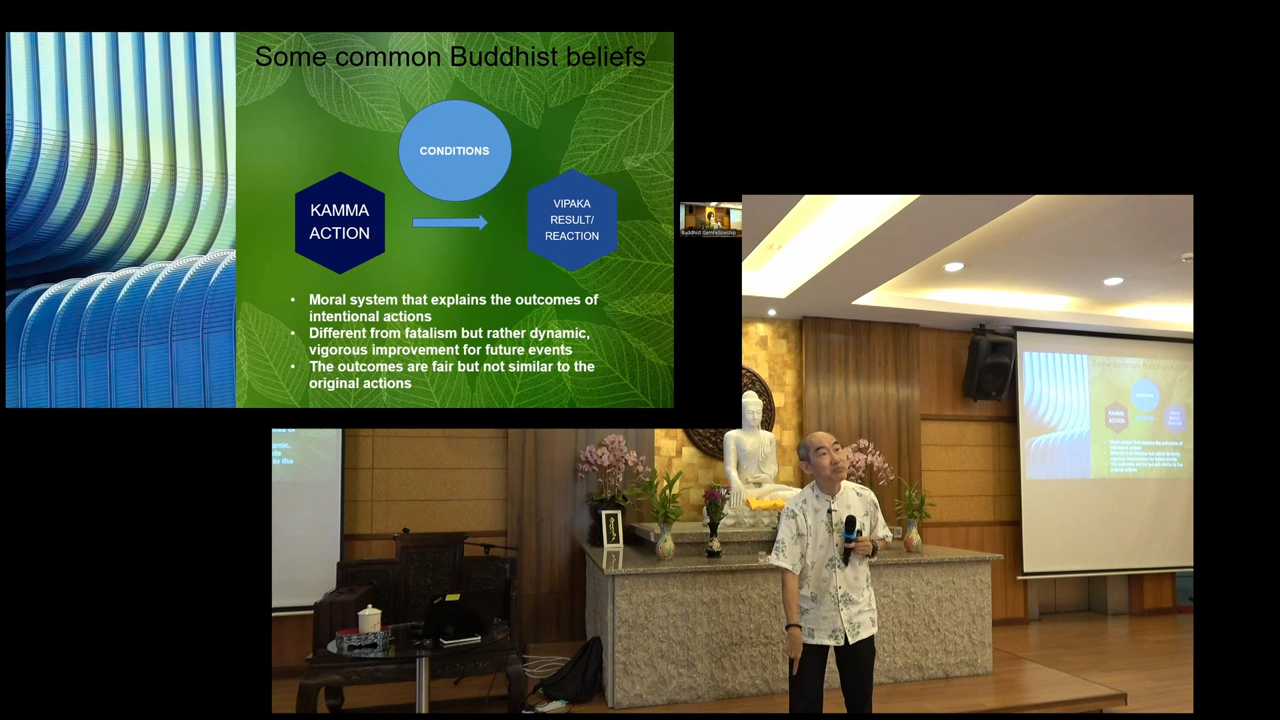 Some common Buddhist beliefs
CONDITIONS
KAMMA
ACTION
VIPAKA
RESULT/
REACTION
• Moral system that explains the outcomes of
intentional actions
• Different from fatalism but rather dynamic,
vigorous improvement for future events
• The outcomes are fair but not similar to the
original actions
Buddhist GemFellowship